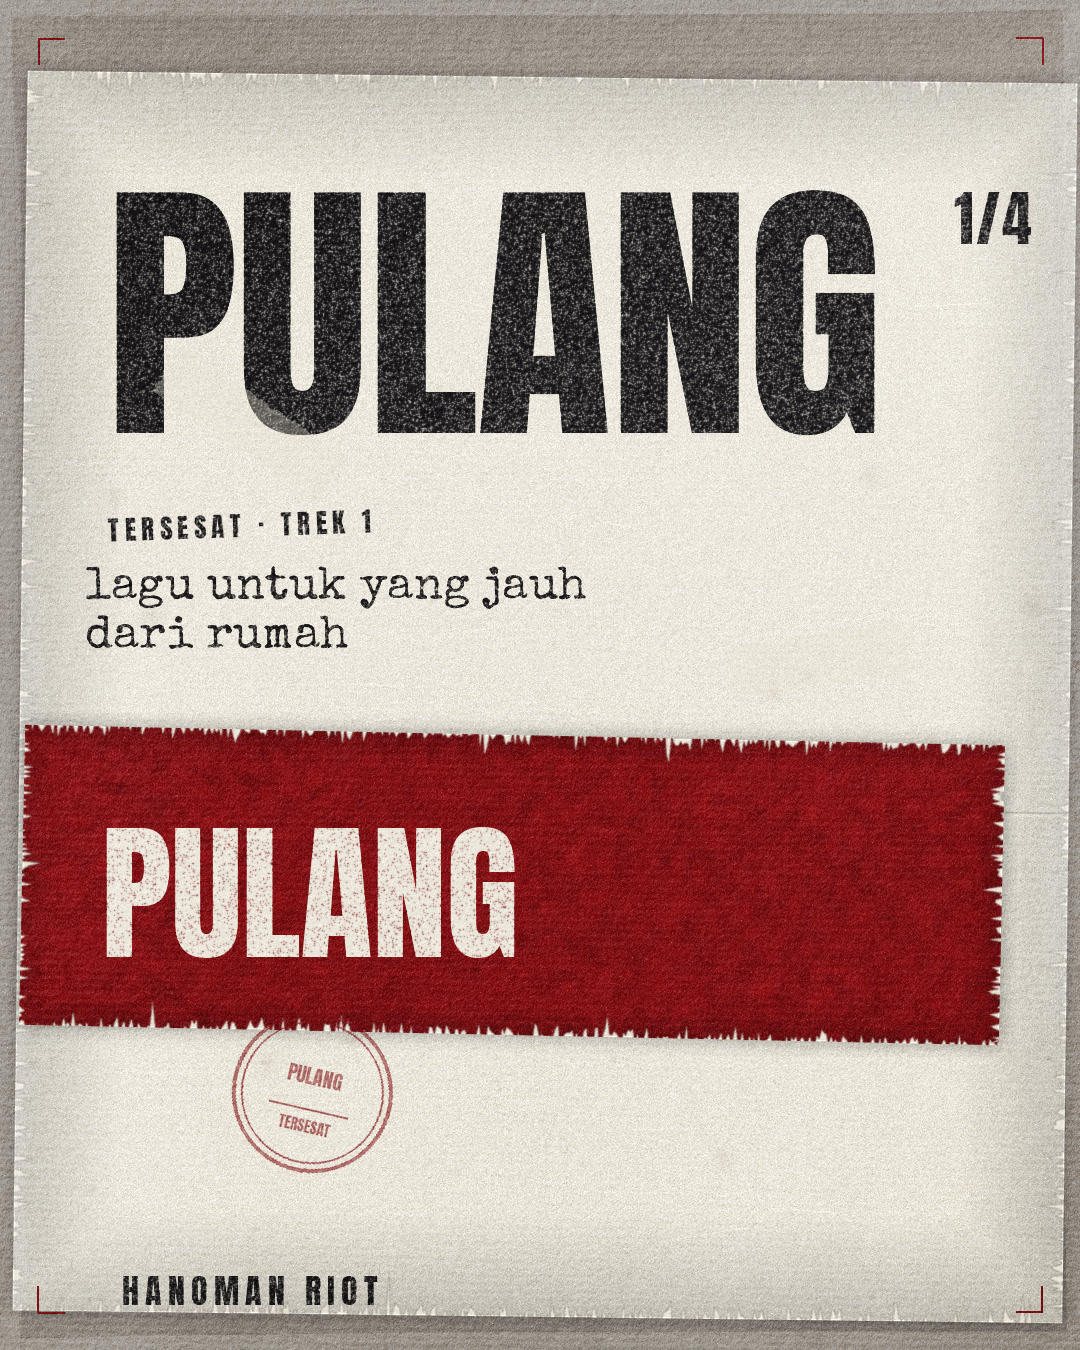 PULANG
1/4
TERSESAT · TREK 1
lagu untuk yang jauh
dari rumah
PULANG
PULANG
TERSESAT
HANOMAN RIOT